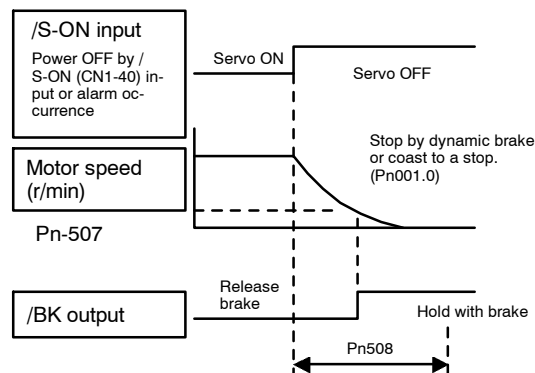 /S-ON input
Power OFF by /
S-ON (CN1-40) in-
put or alarm oc-
currence
Servo ON
Servo OFF
Stop by dynamic brake
or coast to a stop.
(Pn001.0)
Motor speed
(r/min)
Pn-507
Release
brake
/BK output
Hold with brake
Pn508